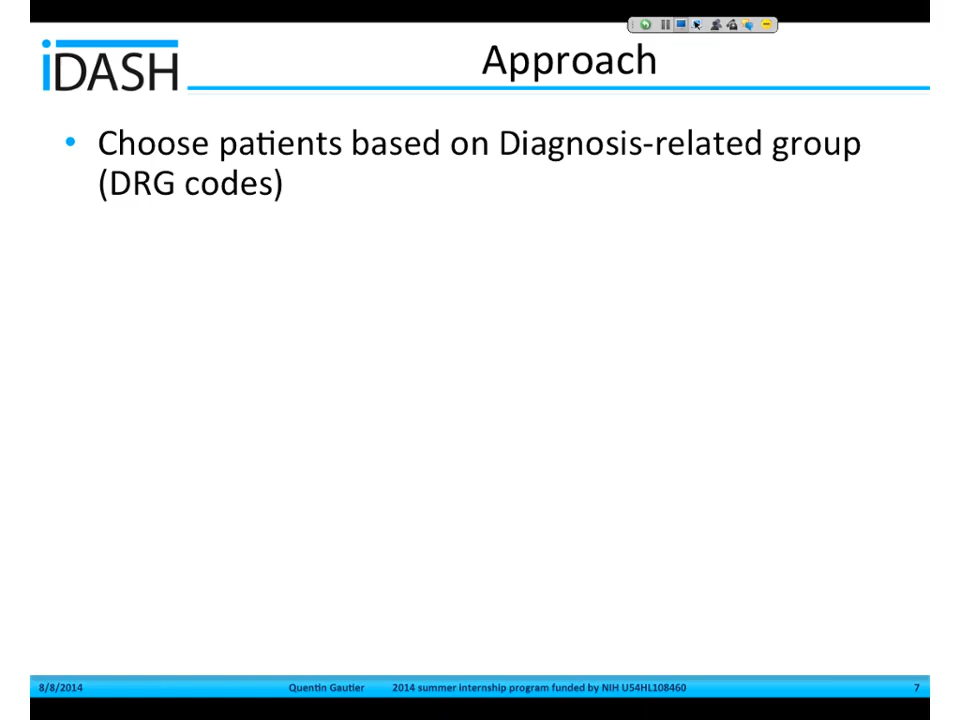 iDASH
Approach
• Choose patients based on Diagnosis-related group
(DRG codes)
8/8/2014 Quentin Gautier 2014 summer internship program funded by NIH U54HL108460 7